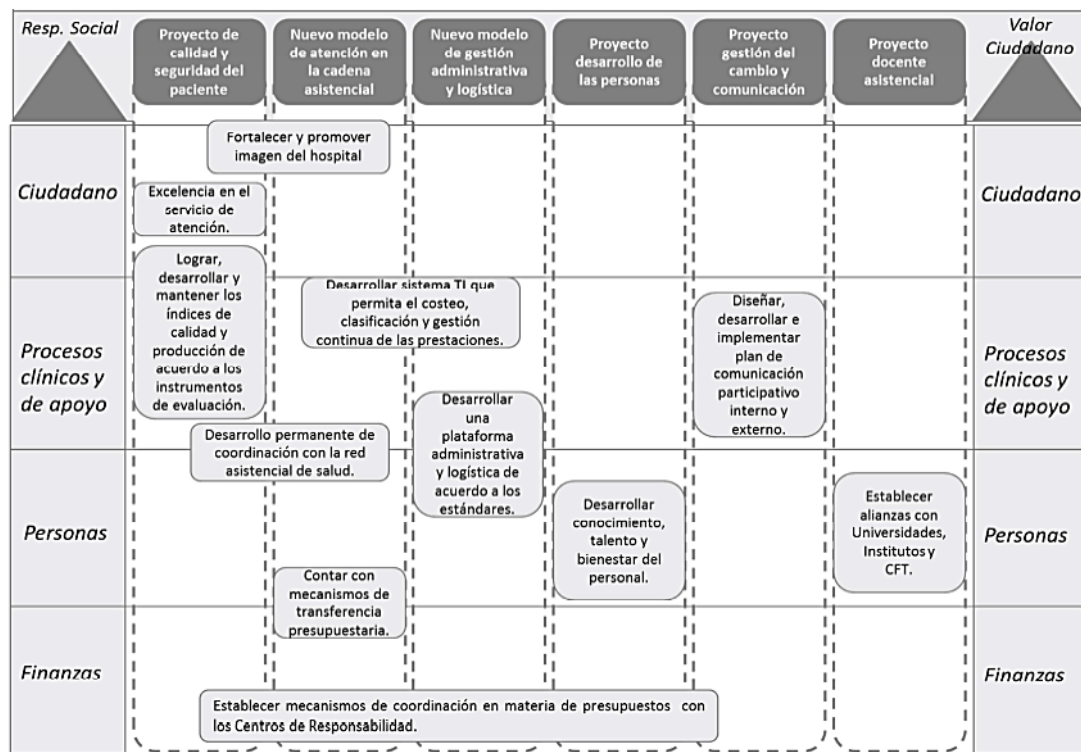 Resp. Social
Proyecto de
calidad y
seguridad del
paciente
Nuevo modelo
de atención en
la cadena
asistencial
Nuevo modelo
de gestión
administrativa
y logística
Proyecto
desarrollo de
las personas
Proyecto
gestión del
cambio y
comunicación
Proyecto
docente
asistencial
Valor
Ciudadano
Ciudadano
Fortalecer y promover
imagen del hospital
Excelencia en el
servicio de
atención.
Ciudadano
Procesos
clínicos y
de apoyo
Lograr,
desarrollar y
mantener los
índices de
calidad y
producción de
acuerdo a los
instrumentos
de evaluación.
Desarrollar sistema TI que
permita el costeo,
clasificación y gestión
continua de las prestaciones.
Diseñar,
desarrollar e
implementar
plan de
comunicación
participativo
interno y
externo.
Procesos
clínicos y
de apoyo
Desarrollo permanente de
coordinación con la red
asistencial de salud.
Desarrollar
una
plataforma
administrativa
y logística de
acuerdo a los
estándares.
Personas
Desarrollar
conocimiento,
talento y
bienestar del
personal.
Establecer
alianzas con
Universidades,
Institutos y
CFT.
Personas
Contar con
mecanismos de
transferencia
presupuestaria.
Finanzas
Establecer mecanismos de coordinación en materia de presupuestos con
los Centros de Responsabilidad.
Finanzas